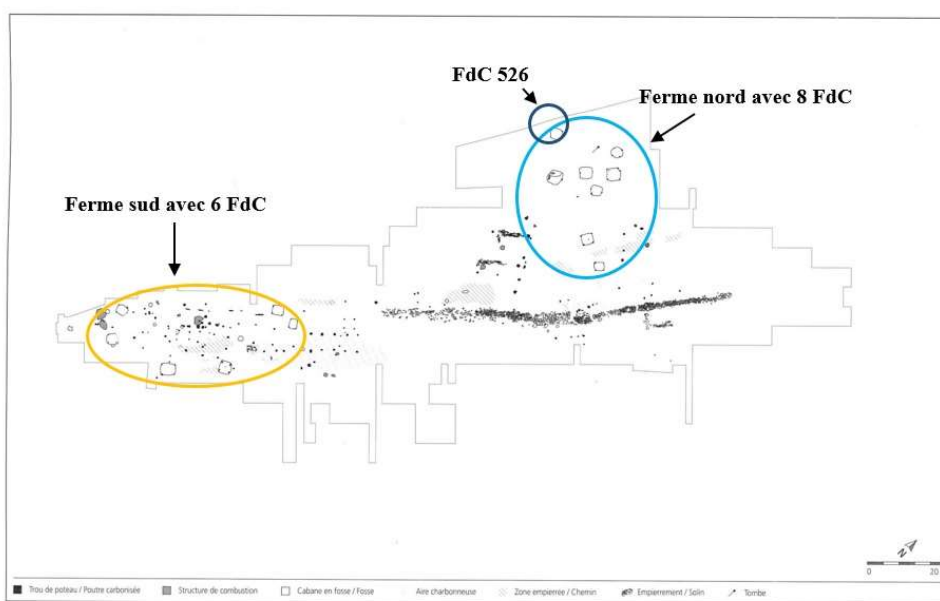 FdC 526
Ferme nord avec 8 FdC
Ferme sud avec 6 FdC
N
0 20
Trou de poteau / Poutre carbonisée Structure de combustion Cabane en fosse / Fosse Aire charbonneuse Zone empierrée / Chemin Empierrement / Solin Tombe